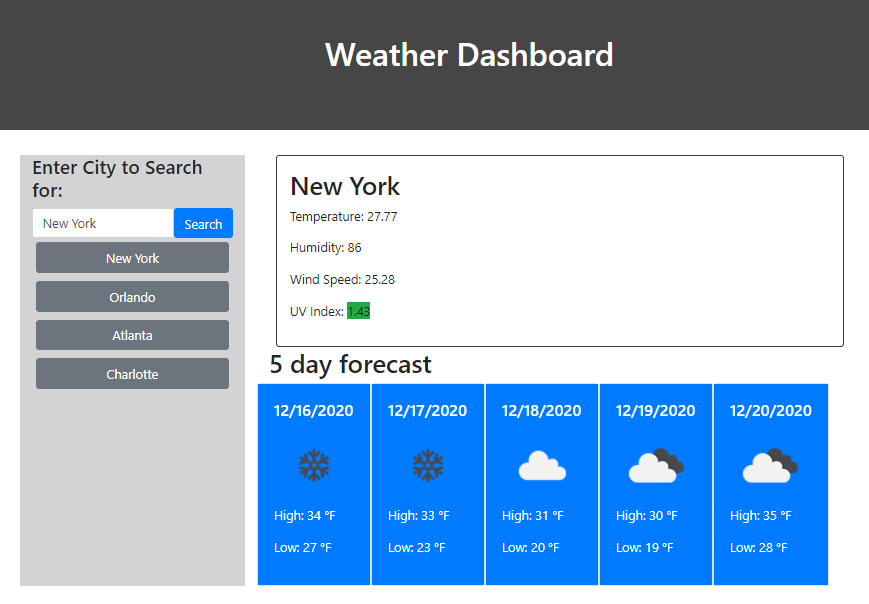 Weather Dashboard
Enter City to Search
for:
New York
Search
New York
Orlando
Atlanta
Charlotte
New York
Temperature: 27.77
Humidity: 86
Wind Speed: 25.28
UV Index: 1.43
5 day forecast
12/16/2020
High: 34 °F
Low: 27 °F
12/17/2020
High: 33 °F
Low: 23 °F
12/18/2020
High: 31 °F
Low: 20 °F
12/19/2020
High: 30 °F
Low: 19 °F
12/20/2020
High: 35 °F
Low: 28 °F